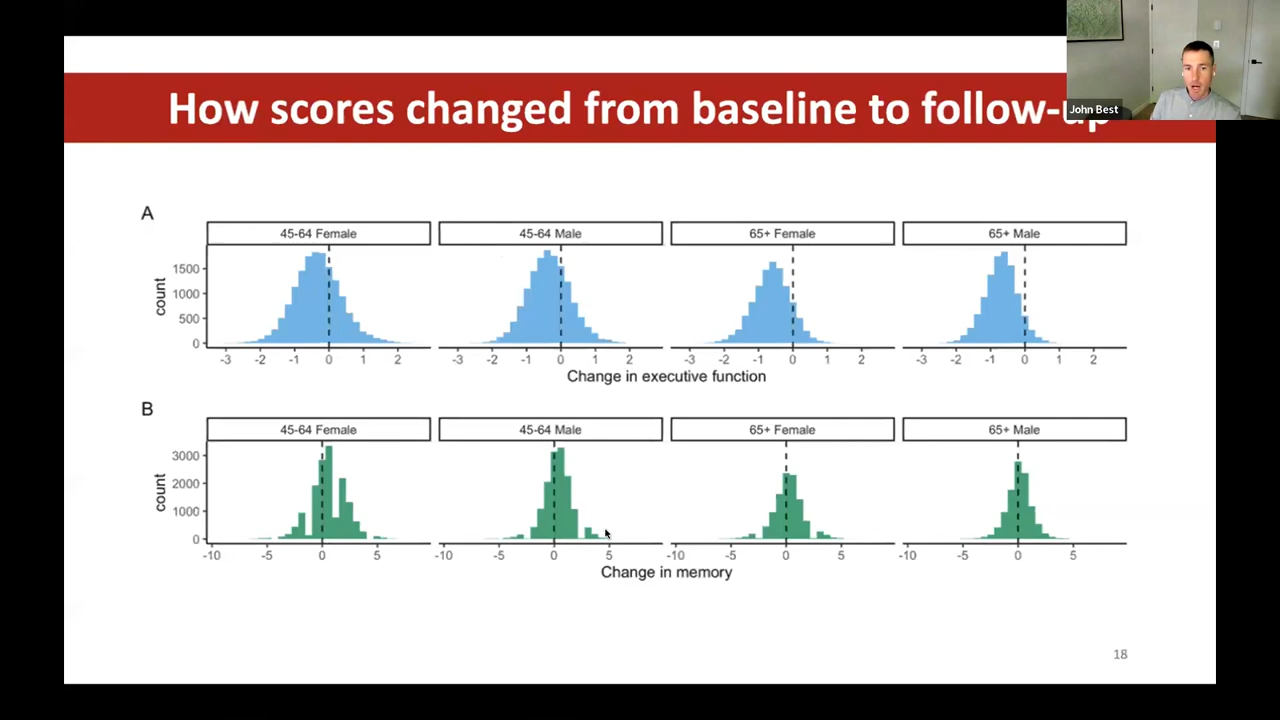 John Best
How scores changed from baseline to follow-up
A
45-64 Female 45-64 Male 65+ Female 65+ Male
count
1500
1000
500
0
-3 -2 -1 0 1 2 -3 -2 -1 0 1 2 -3 -2 -1 0 1 2 -3 -2 -1 0 1 2
Change in executive function
B
45-64 Female 45-64 Male 65+ Female 65+ Male
count
3000
2000
1000
0
-10 -5 0 5 -10 -5 0 5 -10 -5 0 5 -10 -5 0 5
Change in memory
18